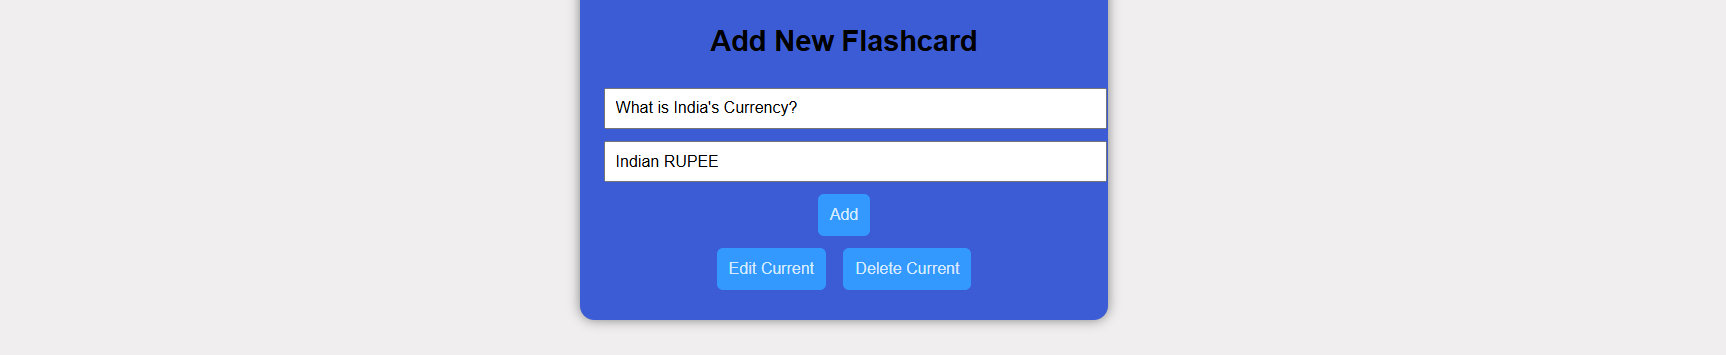 Add New Flashcard
What is India's Currency?
Indian RUPEE
Add
Edit Current Delete Current